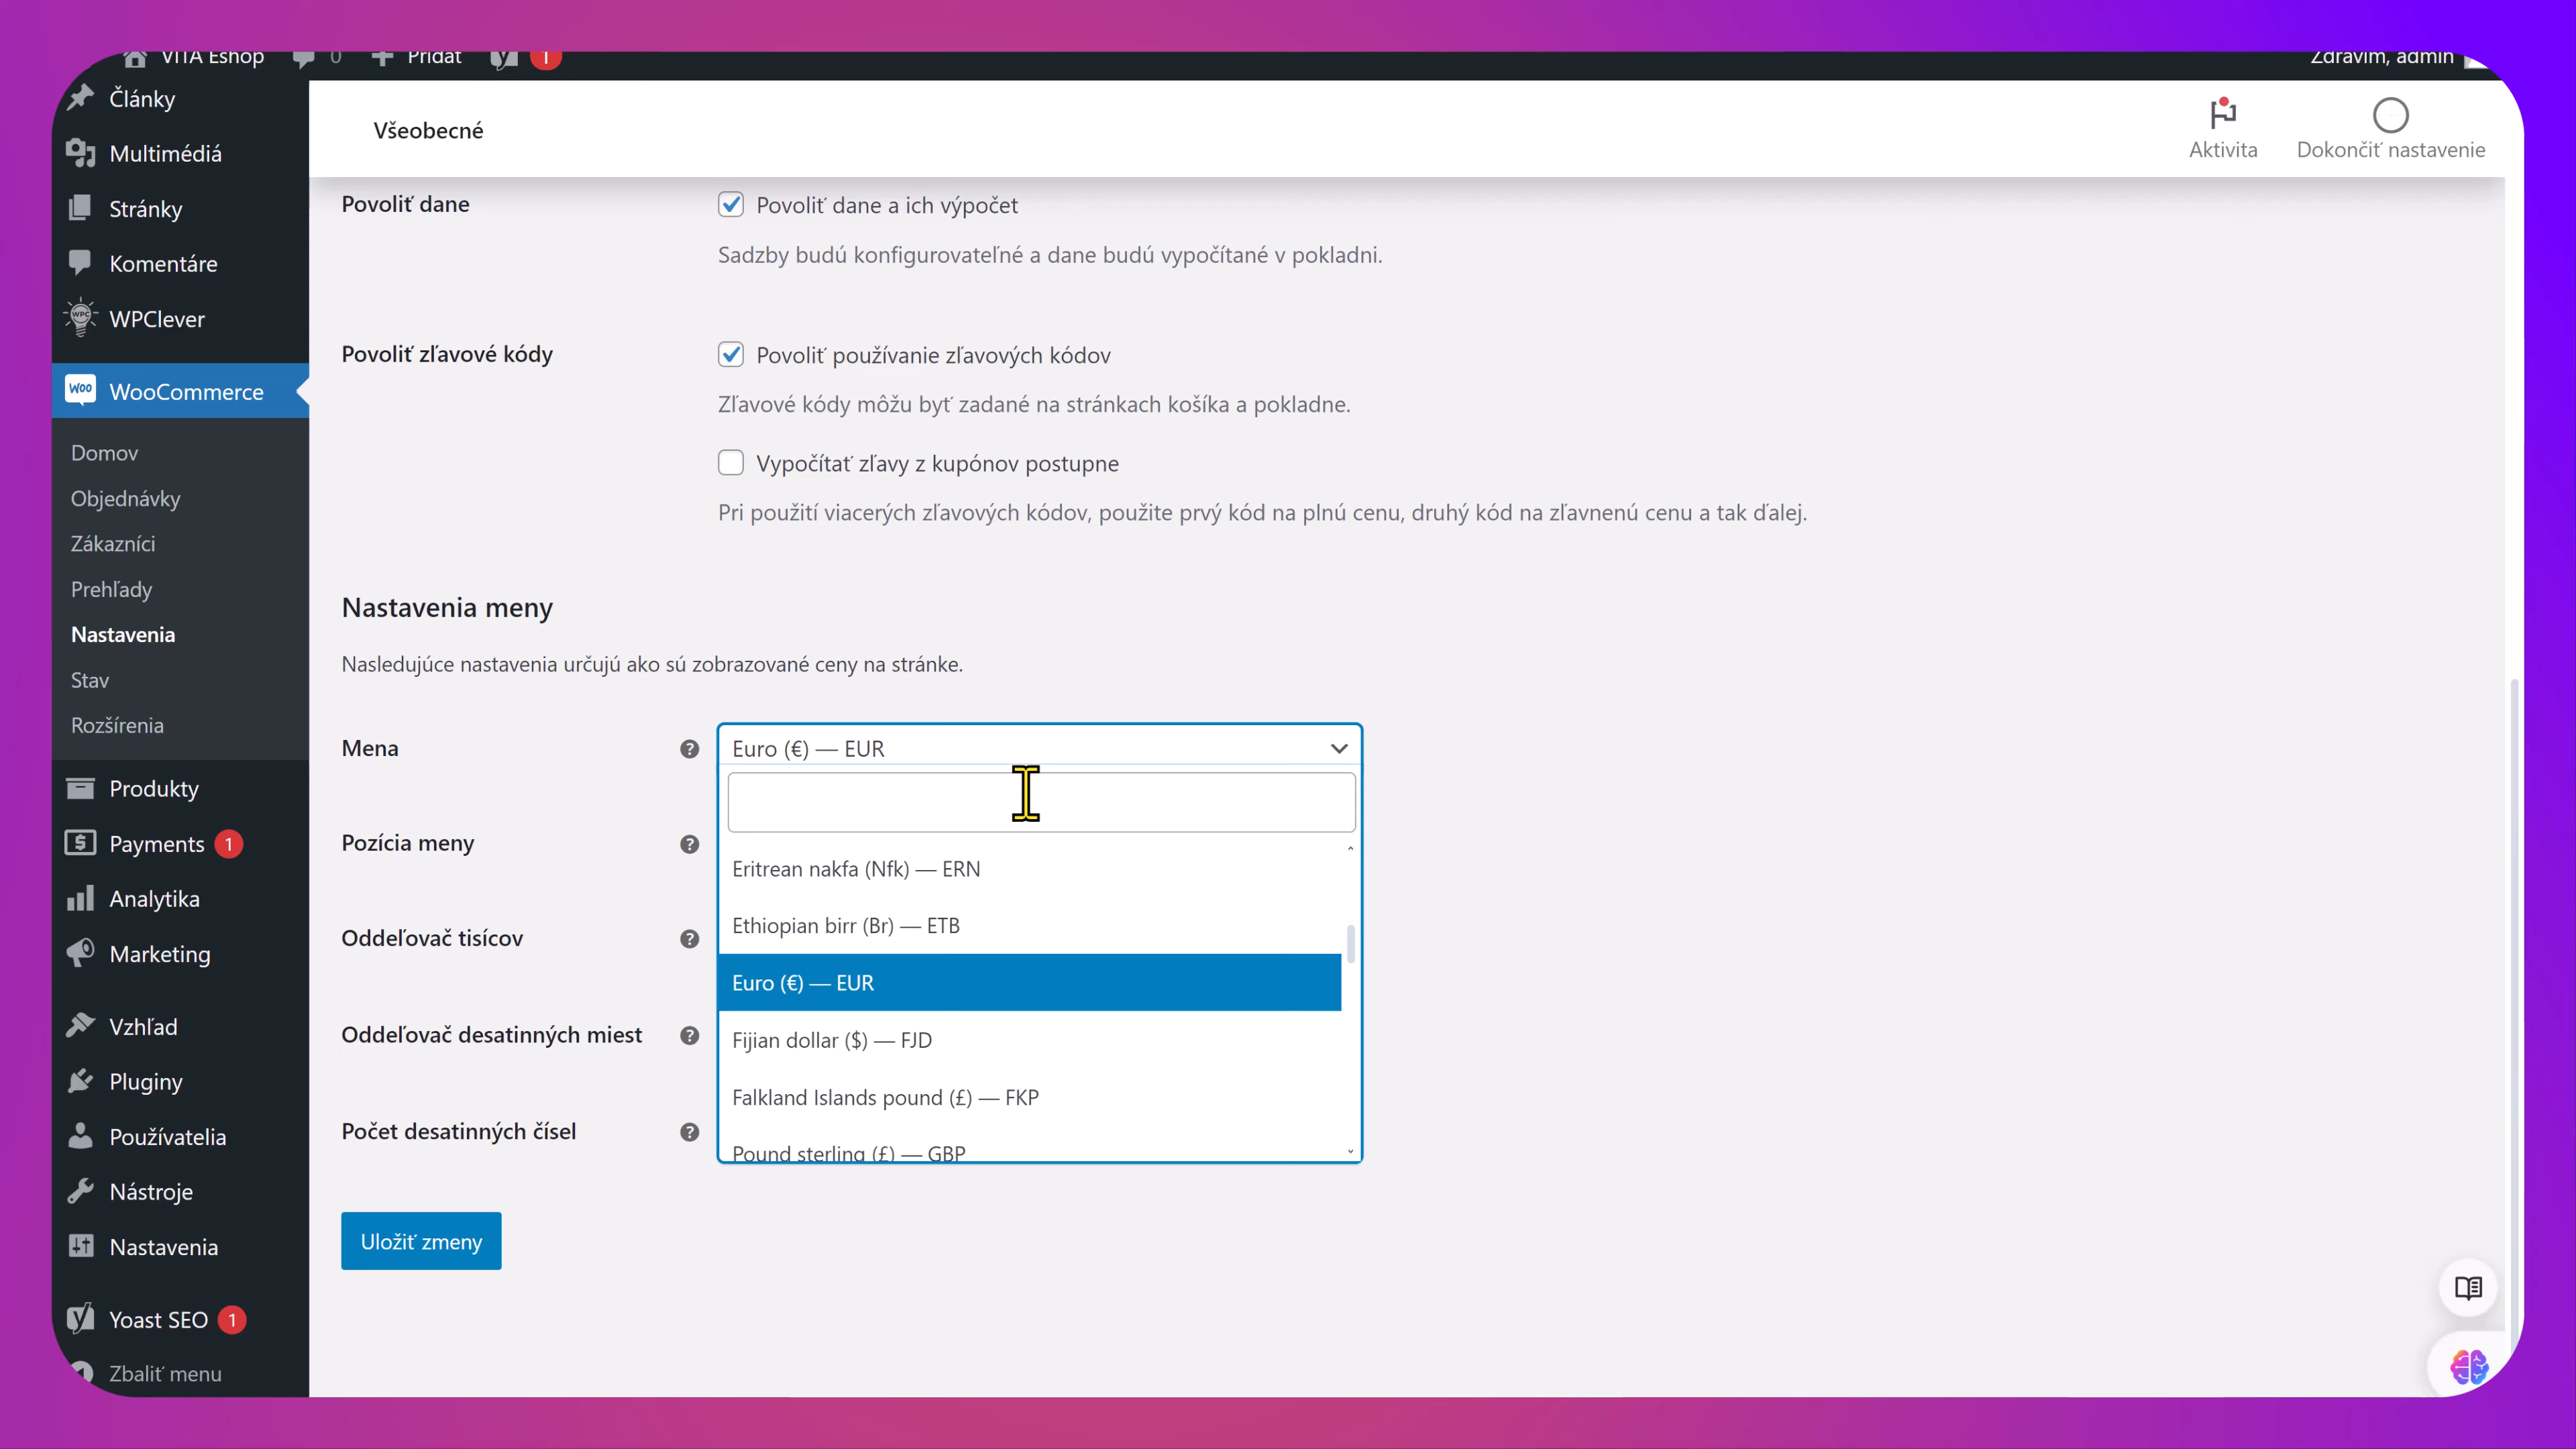 VITA Eshop 0 Pridať 1 Zdravím, admin
Články
Multimédiá
Stránky
Komentáre
WPClever
WooCommerce
Domov
Objednávky
Zákazníci
Prehľady
Nastavenia
Stav
Rozšírenia
Produkty
Payments 1
Analytika
Marketing
Vzhľad
Pluginy
Používatelia
Nástroje
Nastavenia
Yoast SEO 1
Zbaliť menu
Všeobecné
Aktivita
Dokončiť nastavenie
Povoliť dane
Povoliť dane a ich výpočet
Sadzby budú konfigurovateľné a dane budú vypočítané v pokladni.
Povoliť zľavové kódy
Povoliť používanie zľavových kódov
Zľavové kódy môžu byť zadané na stránkach košíka a pokladne.
Vypočítať zľavy z kupónov postupne
Pri použití viacerých zľavových kódov, použite prvý kód na plnú cenu, druhý kód na zľavnenú cenu a tak ďalej.
Nastavenia meny
Nasledujúce nastavenia určujú ako sú zobrazované ceny na stránke.
Mena ? Euro (€) — EUR
Pozícia meny ?
Eritrean nakfa (Nfk) — ERN
Ethiopian birr (Br) — ETB
Oddeľovač tisícov ?
Euro (€) — EUR
Oddeľovač desatinných miest ?
Fijian dollar ($) — FJD
Falkland Islands pound (£) — FKP
Počet desatinných čísel ?
Pound sterling (£) — GBP
Uložiť zmeny